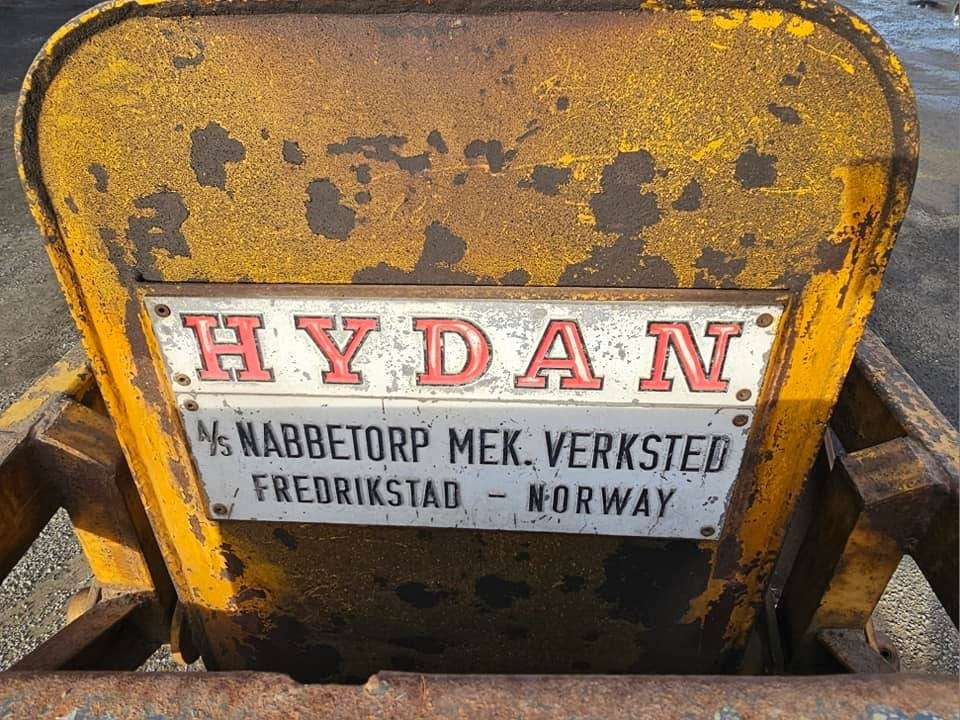 HYDAN
A/S NABBETORP MEK. VERKSTED
FREDRIKSTAD - NORWAY